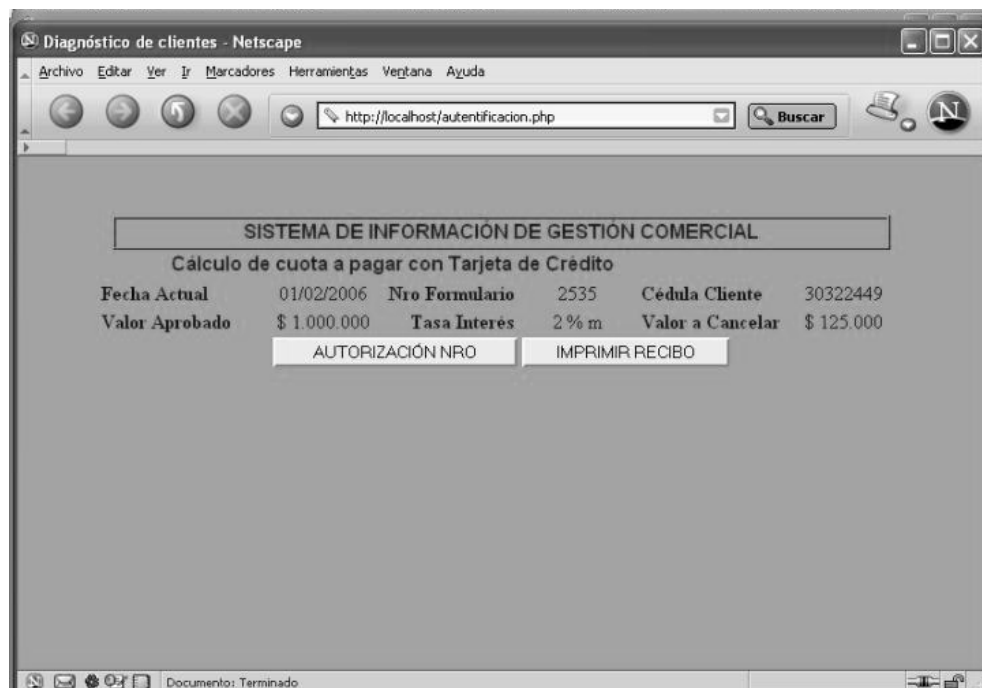 Diagnóstico de clientes - Netscape
Archivo Editar Ver Ir Marcadores Herramientas Ventana Ayuda
http://localhost/autentificacion.php Buscar N
SISTEMA DE INFORMACIÓN DE GESTIÓN COMERCIAL
Cálculo de cuota a pagar con Tarjeta de Crédito
Fecha Actual 01/02/2006 Nro Formulario 2535 Cédula Cliente 30322449
Valor Aprobado $ 1.000.000 Tasa Interés 2 % m Valor a Cancelar $ 125.000
AUTORIZACIÓN NRO IMPRIMIR RECIBO
Documento: Terminado